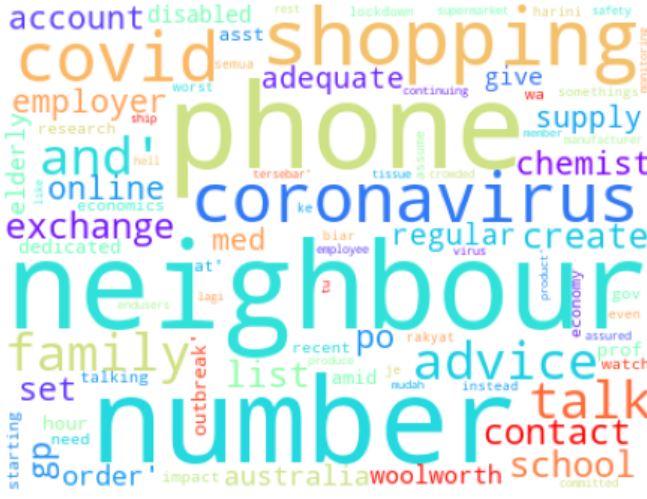 account disabled asst shopping rest lockdown supermarket harini safety
covid semua worst adequate continuing give somethings monitoring
employer ship phone wa supply
elderly research and' hell assume member manufacturer
like online tersebar' tissue crowded chemist
economics ke coronavirus
exchange med biar regular create
dedicated at' employee virus product' economy gov
neighbour
endusers lagi ni even
family outbreak' recent po rakyat assured
produce prof
set talking list amid je advice watch
mudah instead
number talk
starting hour need contact
gp order' impact australia woolworth school
committed